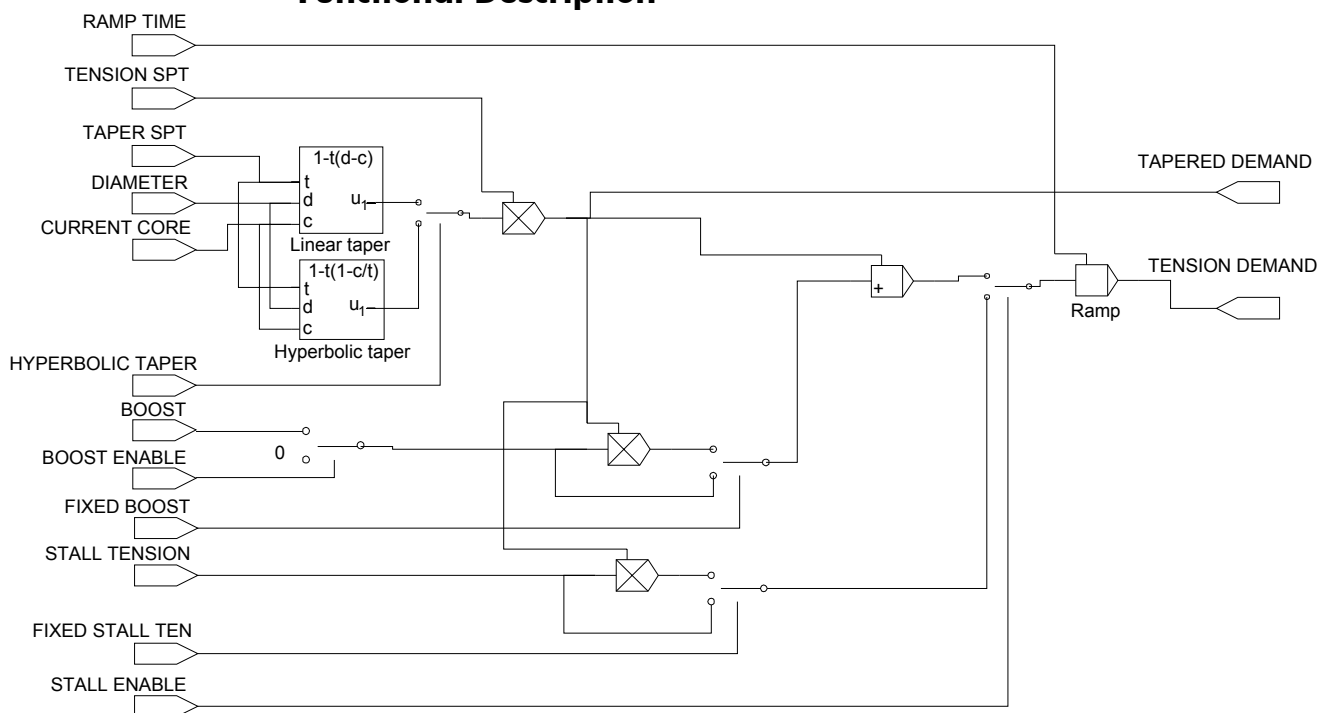 Functional Description
RAMP TIME
TENSION SPT
TAPER SPT
DIAMETER
CURRENT CORE
1-t(d-c)
t
d
c
u1
Linear taper
1-t(1-c/t)
t
d
c
u1
Hyperbolic taper
TAPERED DEMAND
TENSION DEMAND
+
Ramp
HYPERBOLIC TAPER
BOOST
0
BOOST ENABLE
FIXED BOOST
STALL TENSION
FIXED STALL TEN
STALL ENABLE